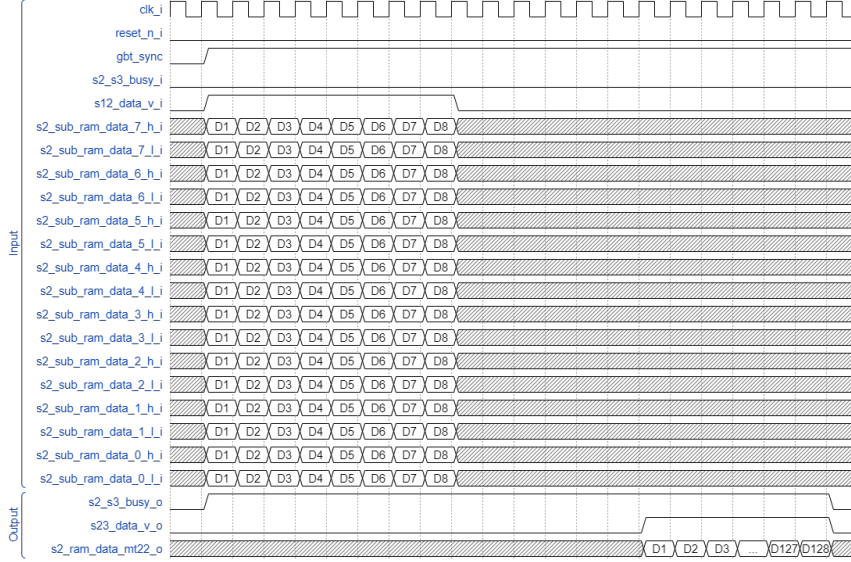 clk_i
reset_n_i
gbt_sync
s2_s3_busy_i
s12_data_v_i
s2_sub_ram_data_7_h_i D1 D2 D3 D4 D5 D6 D7 D8
s2_sub_ram_data_7_l_i D1 D2 D3 D4 D5 D6 D7 D8
s2_sub_ram_data_6_h_i D1 D2 D3 D4 D5 D6 D7 D8
s2_sub_ram_data_6_l_i D1 D2 D3 D4 D5 D6 D7 D8
s2_sub_ram_data_5_h_i D1 D2 D3 D4 D5 D6 D7 D8
s2_sub_ram_data_5_l_i D1 D2 D3 D4 D5 D6 D7 D8
s2_sub_ram_data_4_h_i D1 D2 D3 D4 D5 D6 D7 D8
s2_sub_ram_data_4_l_i D1 D2 D3 D4 D5 D6 D7 D8
s2_sub_ram_data_3_h_i D1 D2 D3 D4 D5 D6 D7 D8
s2_sub_ram_data_3_l_i D1 D2 D3 D4 D5 D6 D7 D8
s2_sub_ram_data_2_h_i D1 D2 D3 D4 D5 D6 D7 D8
s2_sub_ram_data_2_l_i D1 D2 D3 D4 D5 D6 D7 D8
s2_sub_ram_data_1_h_i D1 D2 D3 D4 D5 D6 D7 D8
s2_sub_ram_data_1_l_i D1 D2 D3 D4 D5 D6 D7 D8
s2_sub_ram_data_0_h_i D1 D2 D3 D4 D5 D6 D7 D8
s2_sub_ram_data_0_l_i D1 D2 D3 D4 D5 D6 D7 D8
Input
s2_s3_busy_o
s23_data_v_o
s2_ram_data_mt22_o D1 D2 D3 ... D127 D128
Output